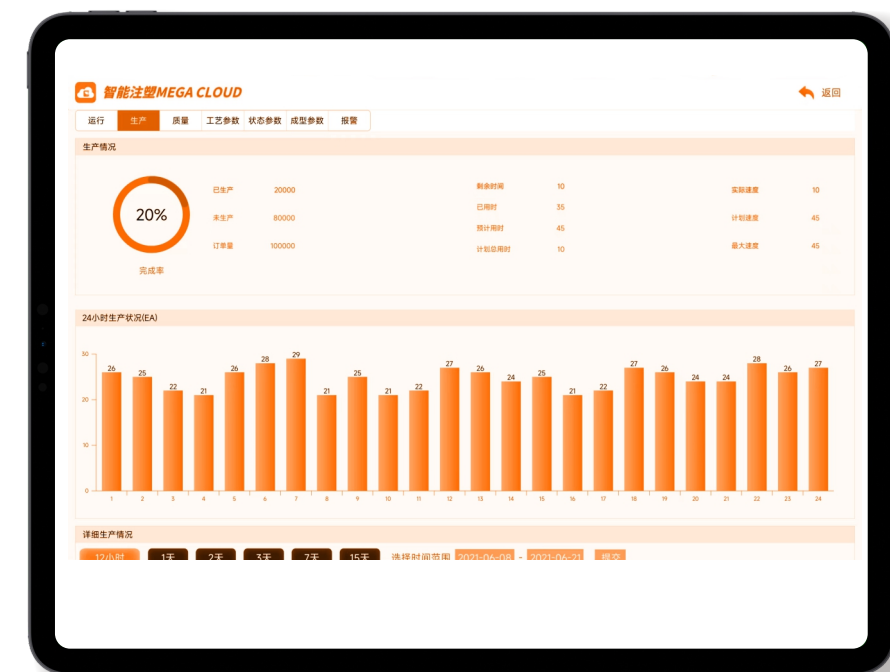 智能注塑MEGA CLOUD
返回
运行 生产 质量 工艺参数 状态参数 成型参数 报警
生产情况
20%
完成率
已生产 20000
未生产 80000
订单量 100000
剩余时间 10
已用时 35
预计用时 45
计划总用时 10
实际速度 10
计划速度 45
最大速度 45
24小时生产状况(EA)
30
20
10
0
26 25 22 21 26 28 29 21 25 21 22 27 26 24 25 21 22 27 26 24 24 28 26 27
1 2 3 4 5 6 7 8 9 10 11 12 13 14 15 16 17 18 19 20 21 22 23 24
详细生产情况
12小时 1天 2天 3天 7天 15天 选择时间范围 2021-06-08 - 2021-06-21 提交